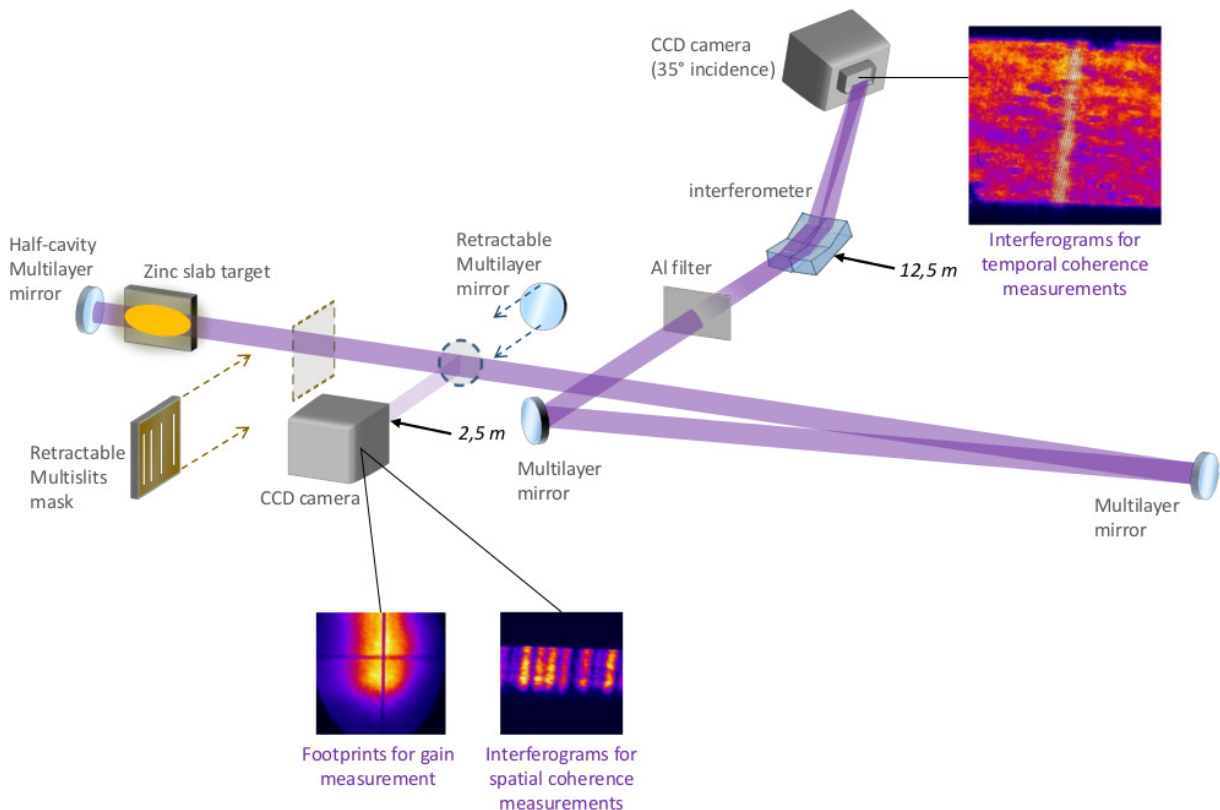 CCD camera
(35° incidence)
interferometer
Half-cavity
Multilayer
mirror
Zinc slab target
Retractable
Multilayer
mirror
Al filter
12,5 m
Interferograms for
temporal coherence
measurements
Retractable
Multislits
mask
CCD camera
2,5 m
Multilayer
mirror
Multilayer
mirror
Footprints for gain
measurement
Interferograms for
spatial coherence
measurements